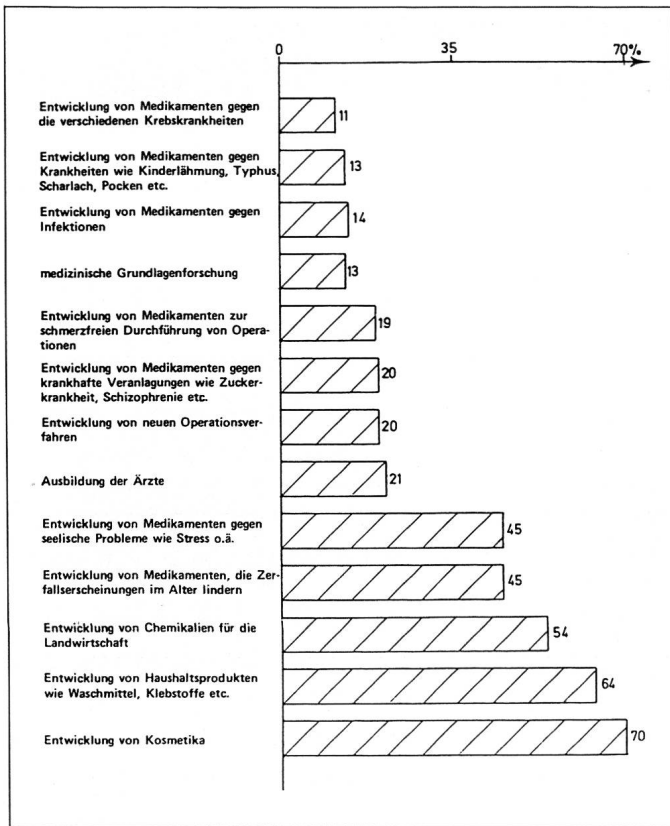 0 35 70%
Entwicklung von Medikamenten gegen
die verschiedenen Krebskrankheiten
11
Entwicklung von Medikamenten gegen
Krankheiten wie Kinderlähmung, Typhus,
Scharlach, Pocken etc.
13
Entwicklung von Medikamenten gegen
Infektionen
14
medizinische Grundlagenforschung
13
Entwicklung von Medikamenten zur
schmerzfreien Durchführung von Opera-
tionen
19
Entwicklung von Medikamenten gegen
krankhafte Veranlagungen wie Zucker-
krankheit, Schizophrenie etc.
20
Entwicklung von neuen Operationsver-
fahren
20
Ausbildung der Ärzte
21
Entwicklung von Medikamenten gegen
seelische Probleme wie Stress o.ä.
45
Entwicklung von Medikamenten, die Zer-
fallserscheinungen im Alter lindern
45
Entwicklung von Chemikalien für die
Landwirtschaft
54
Entwicklung von Haushaltsprodukten
wie Waschmittel, Klebstoffe etc.
64
Entwicklung von Kosmetika
70